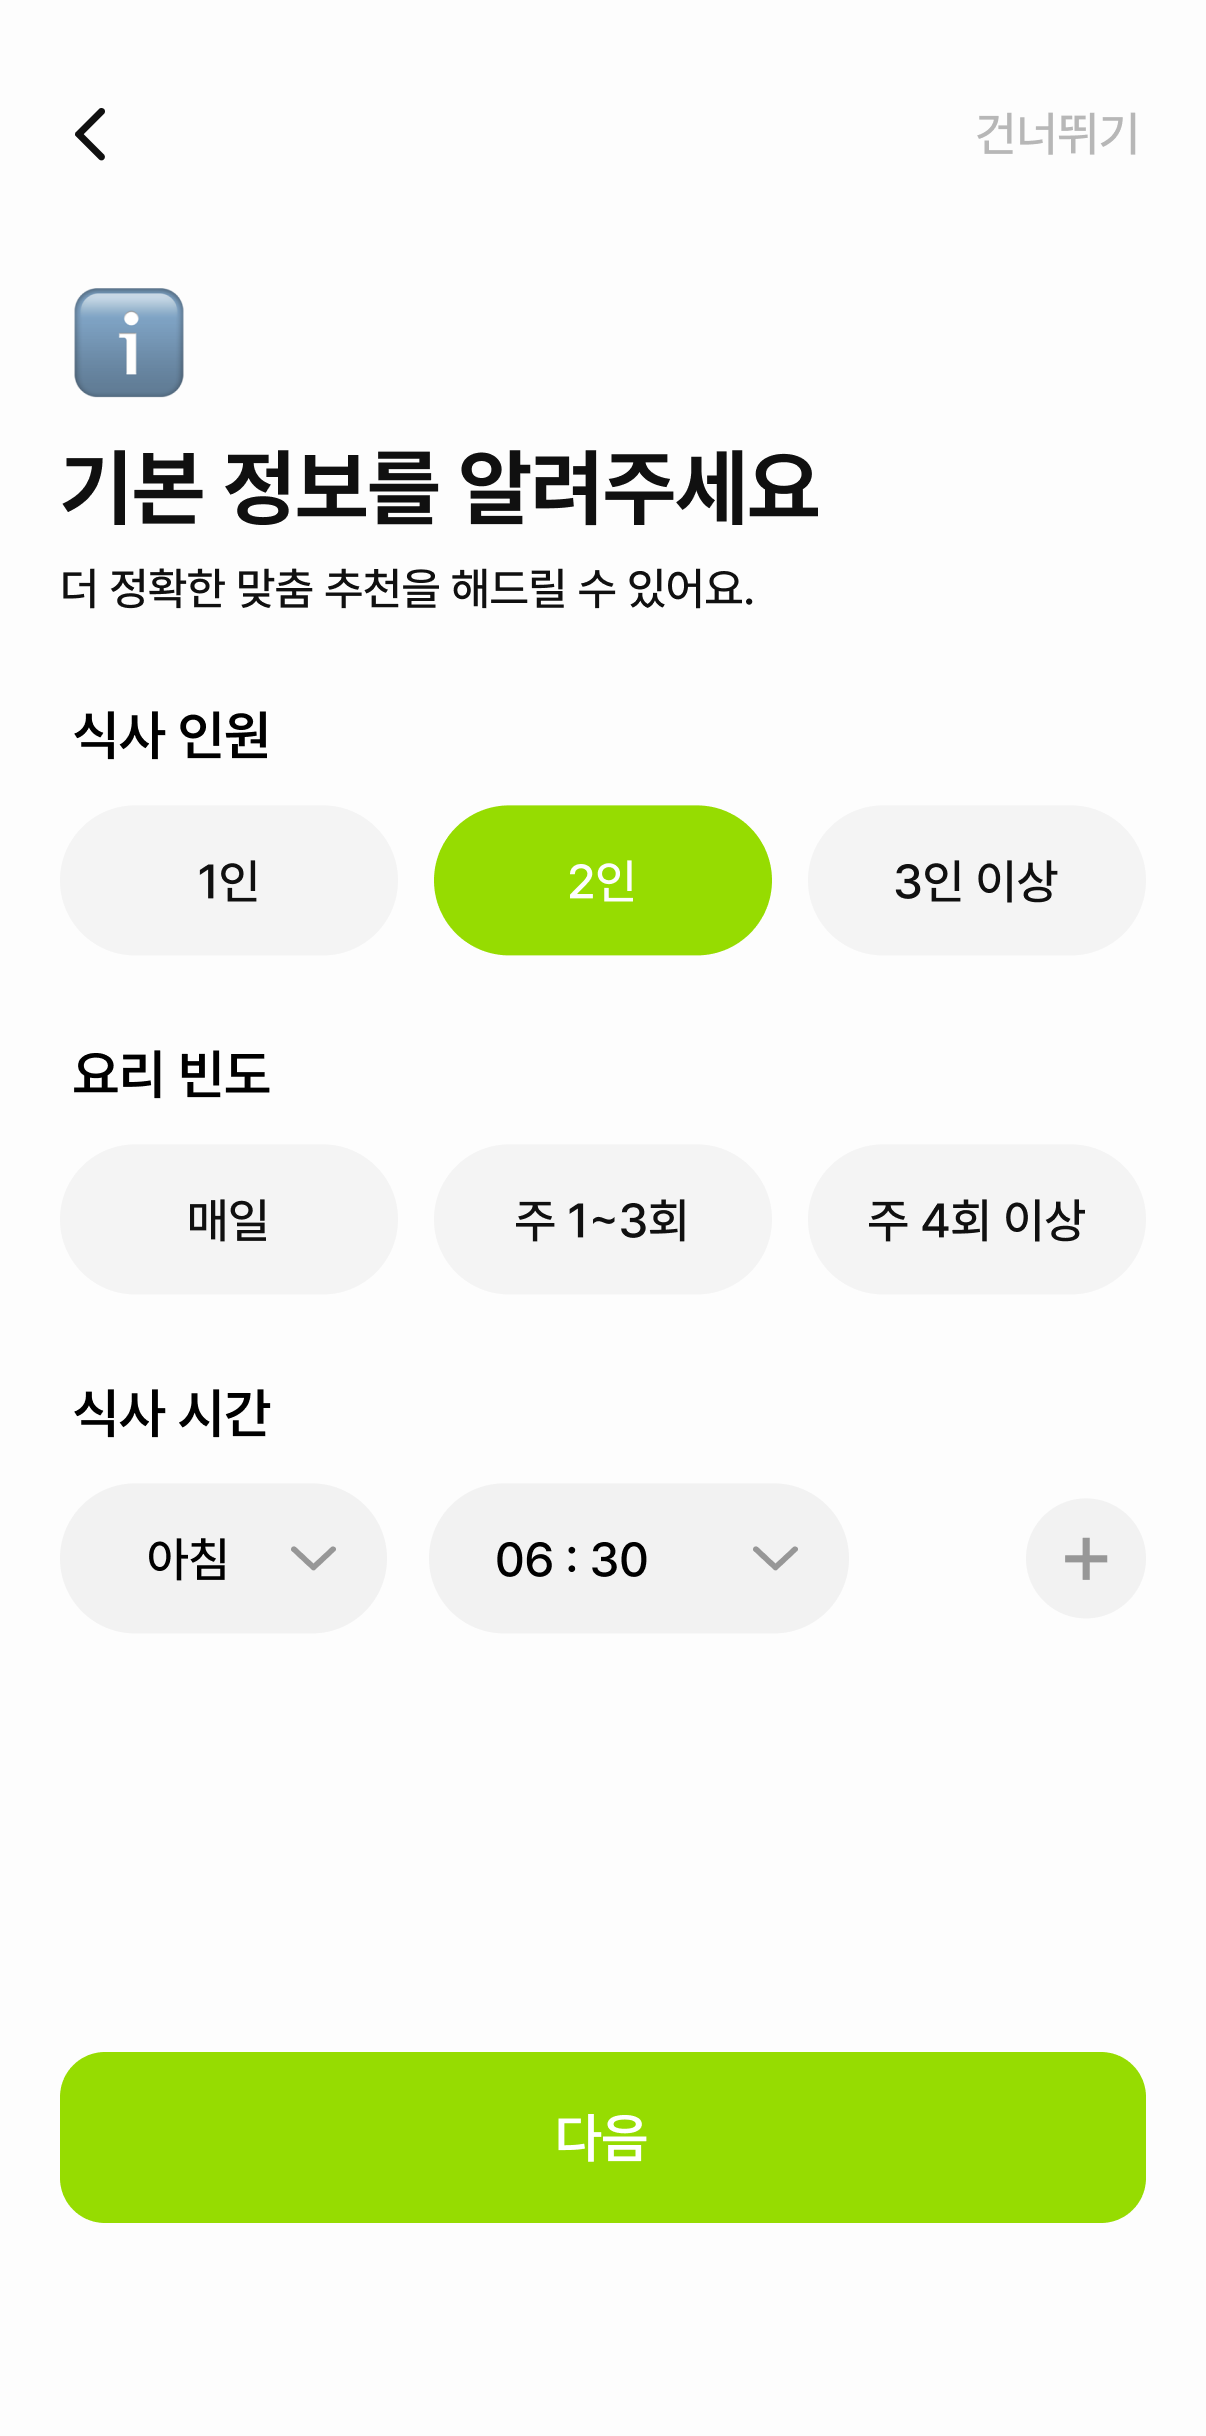 건너뛰기
i
기본 정보를 알려주세요
더 정확한 맞춤 추천을 해드릴 수 있어요.
식사 인원
1인 2인 3인 이상
요리 빈도
매일 주 1~3회 주 4회 이상
식사 시간
아침 06 : 30 +
다음